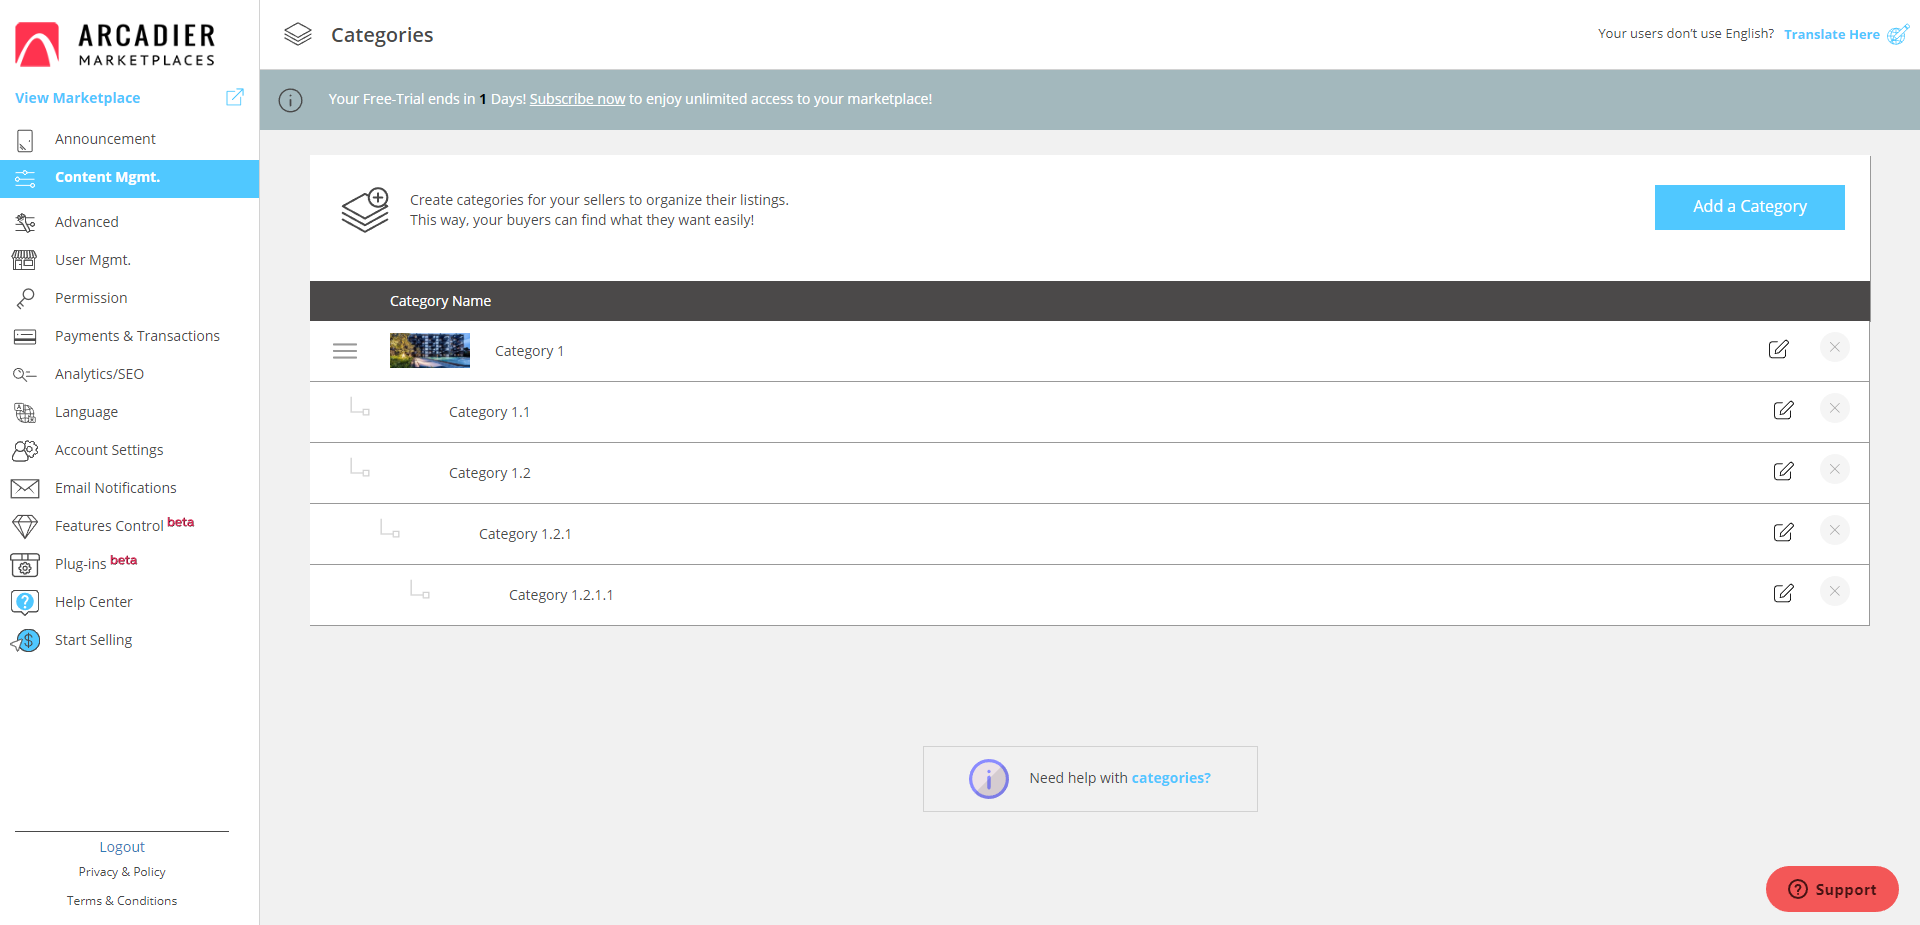 ARCADIER
MARKETPLACES
View Marketplace
Announcement
Content Mgmt.
Advanced
User Mgmt.
Permission
Payments & Transactions
Analytics/SEO
Language
Account Settings
Email Notifications
Features Control beta
Plug-ins beta
Help Center
Start Selling
Logout
Privacy & Policy
Terms & Conditions
Categories
Your users don't use English? Translate Here
Your Free-Trial ends in 1 Days! Subscribe now to enjoy unlimited access to your marketplace!
Create categories for your sellers to organize their listings.
This way, your buyers can find what they want easily!
Add a Category
Category Name
Category 1
Category 1.1
Category 1.2
Category 1.2.1
Category 1.2.1.1
Need help with categories?
Support